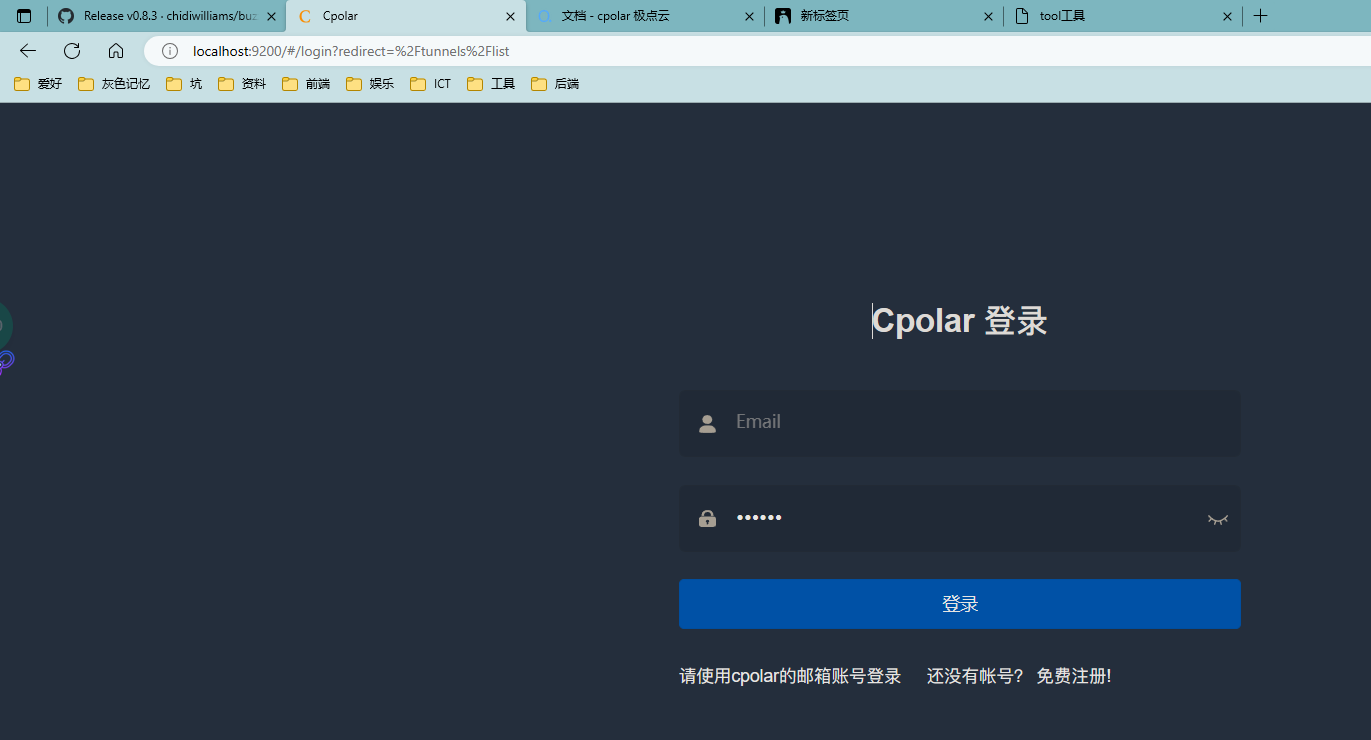 Release v0.8.3 · chidiwilliams/buz
Cpolar
文档 - cpolar 极点云
新标签页
tool工具
localhost:9200/#/login?redirect=%2Ftunnels%2Flist
爱好
灰色记忆
坑
资料
前端
娱乐
ICT
工具
后端
Cpolar 登录
Email
登录
请使用cpolar的邮箱账号登录 还没有帐号? 免费注册!